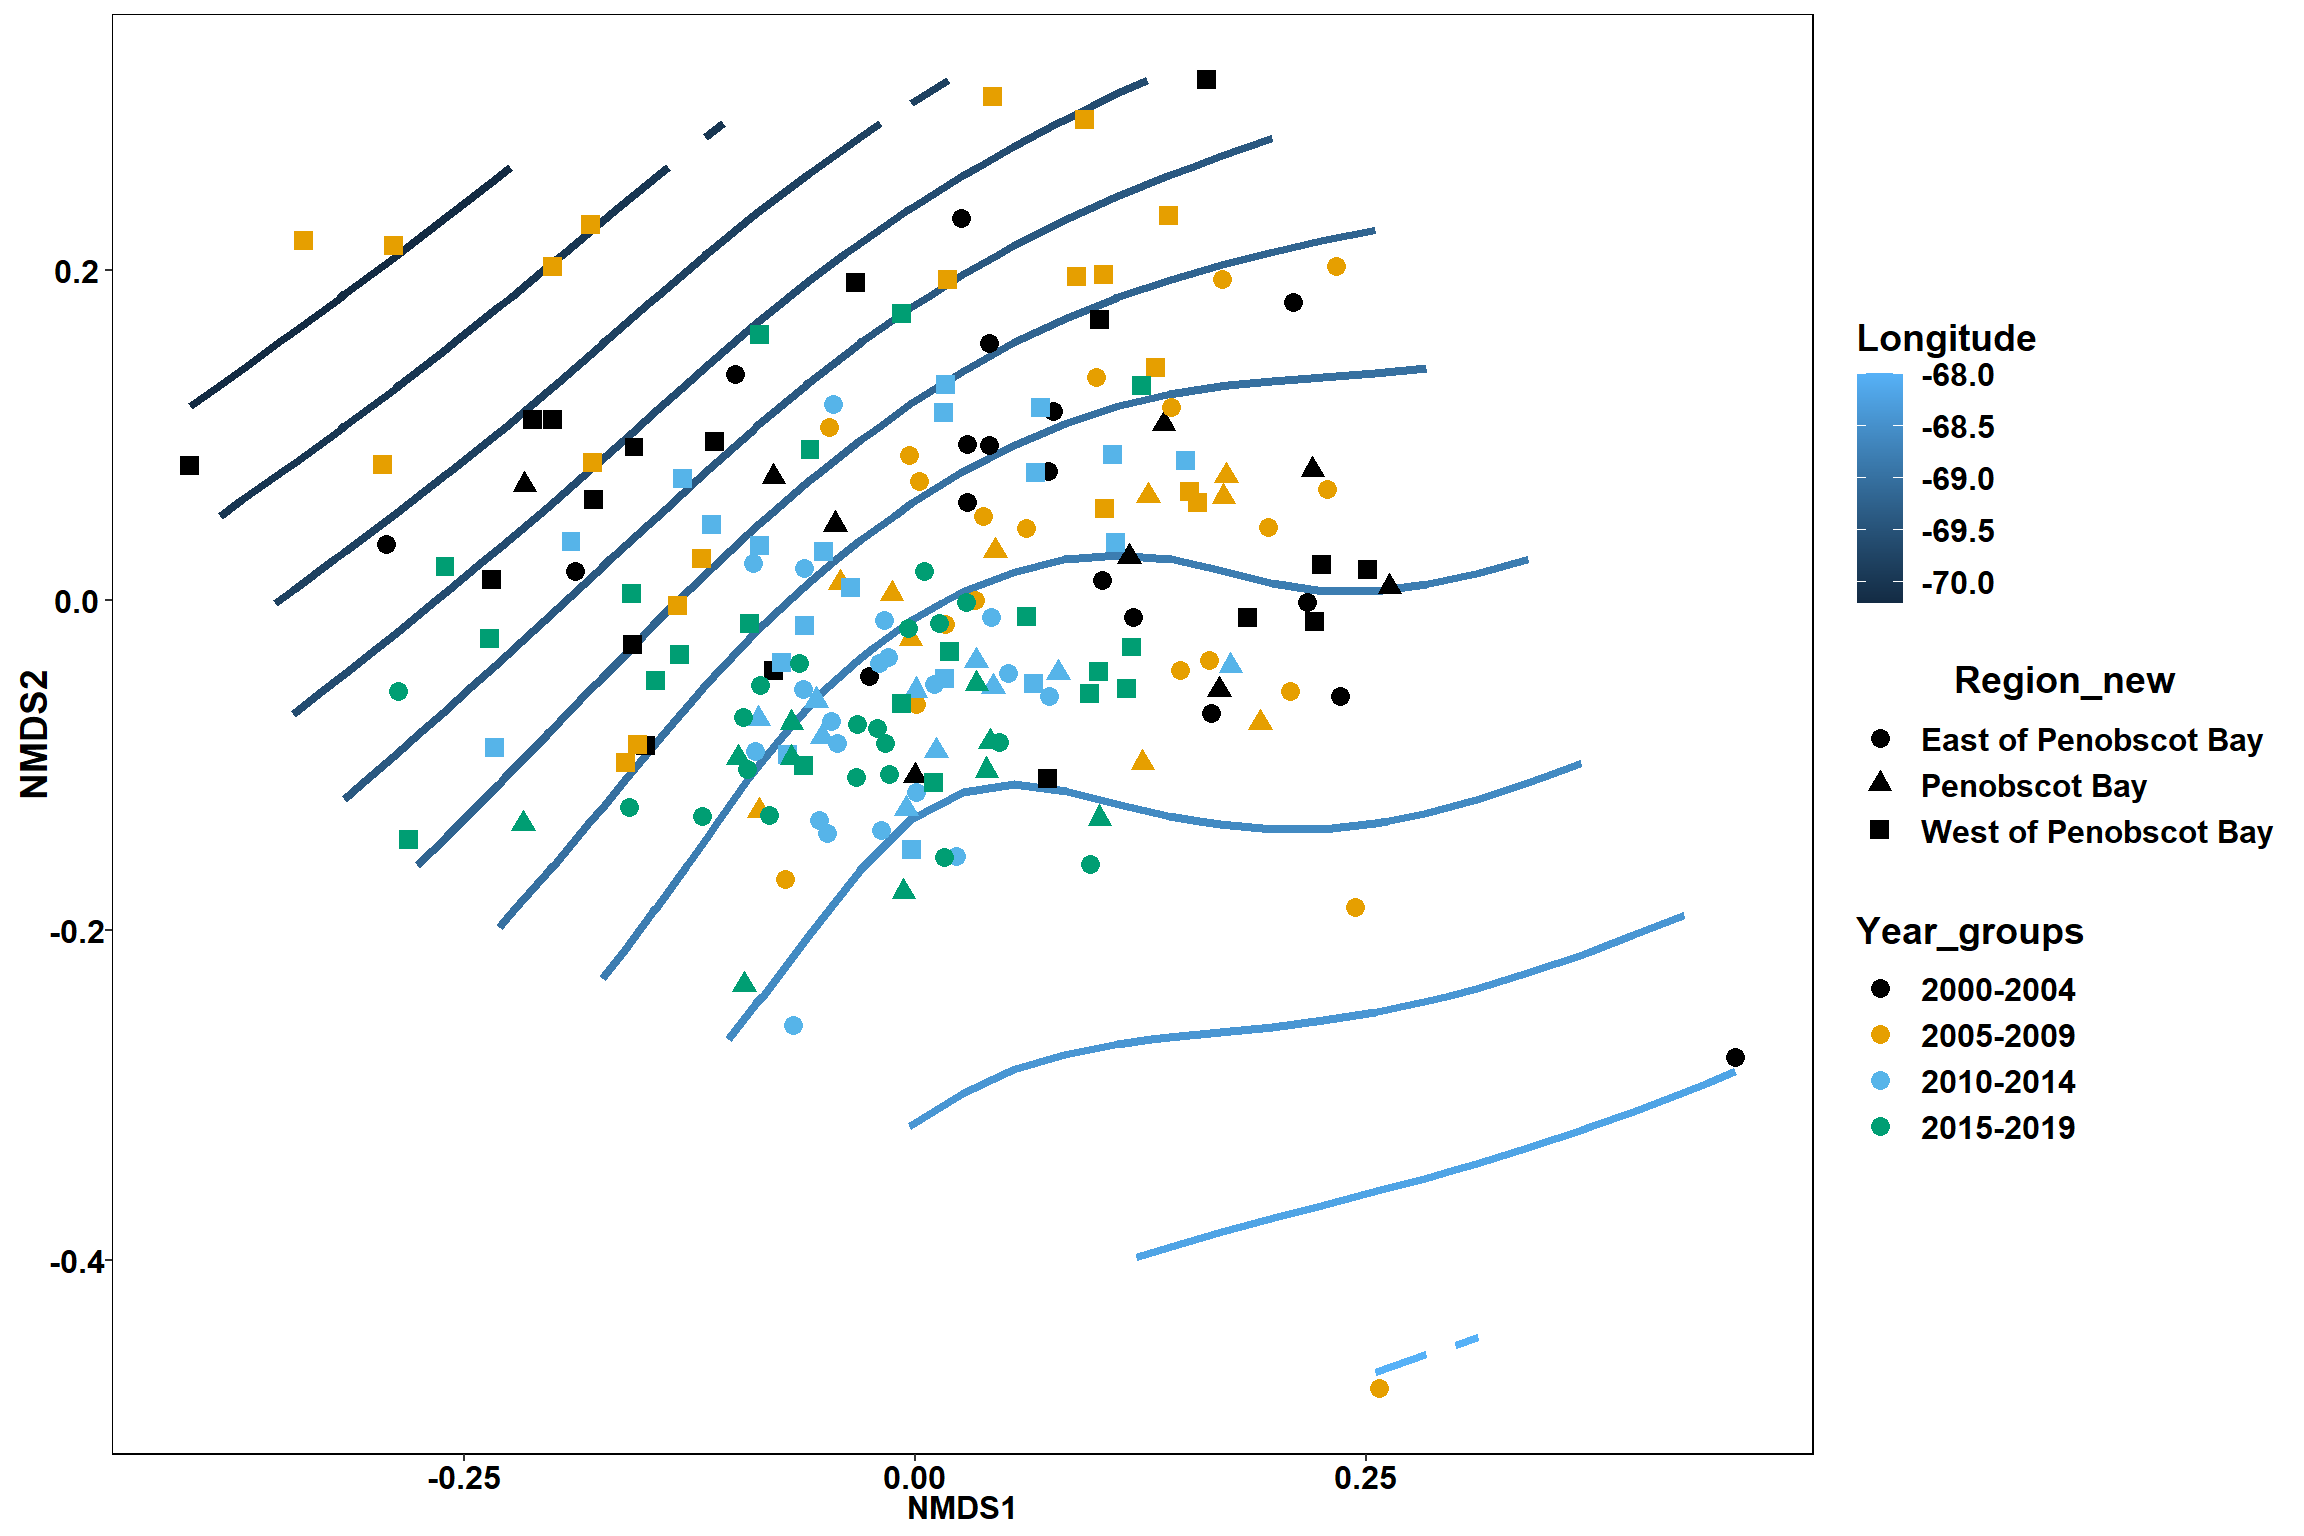 0.2
0.0
-0.2
-0.4
NMDS2
-0.25
0.00
0.25
NMDS1
Longitude
-68.0
-68.5
-69.0
-69.5
-70.0
Region_new
East of Penobscot Bay
Penobscot Bay
West of Penobscot Bay
Year_groups
2000-2004
2005-2009
2010-2014
2015-2019